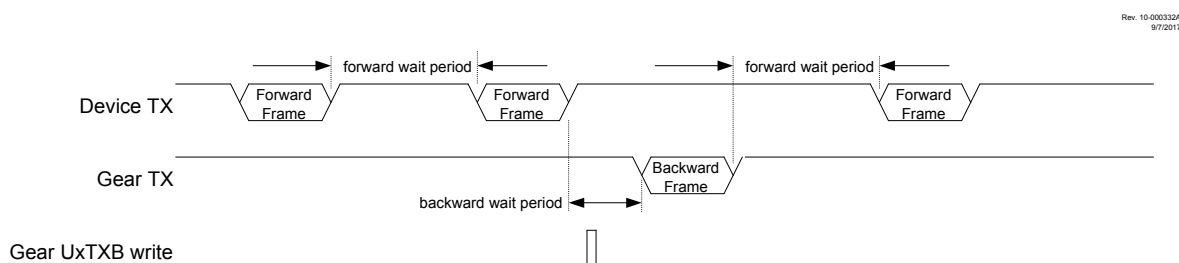 Rev. 10-000332A
9/7/2017
forward wait period
forward wait period
Device TX
Forward
Frame
Forward
Frame
Forward
Frame
Gear TX
Backward
Frame
backward wait period
Gear UxTXB write